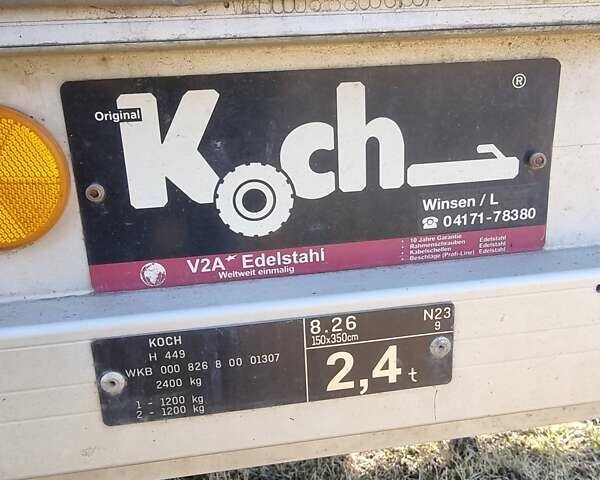 Original
Koch ®
Winsen / L
☎ 04171-78380
V2A Edelstahl
Weltweit einmalig
: 10 Jahre Garantie
: Rahmenschrauben Edelstahl
: Kabelschellen Edelstahl
: Beschläge (Profi-Line) Edelstahl
KOCH
H 449
WKB 000 826 8 00 01307
2400 kg
1 - 1200 kg
2 - 1200 kg
8.26
150x350cm
N23
9
2,4 t